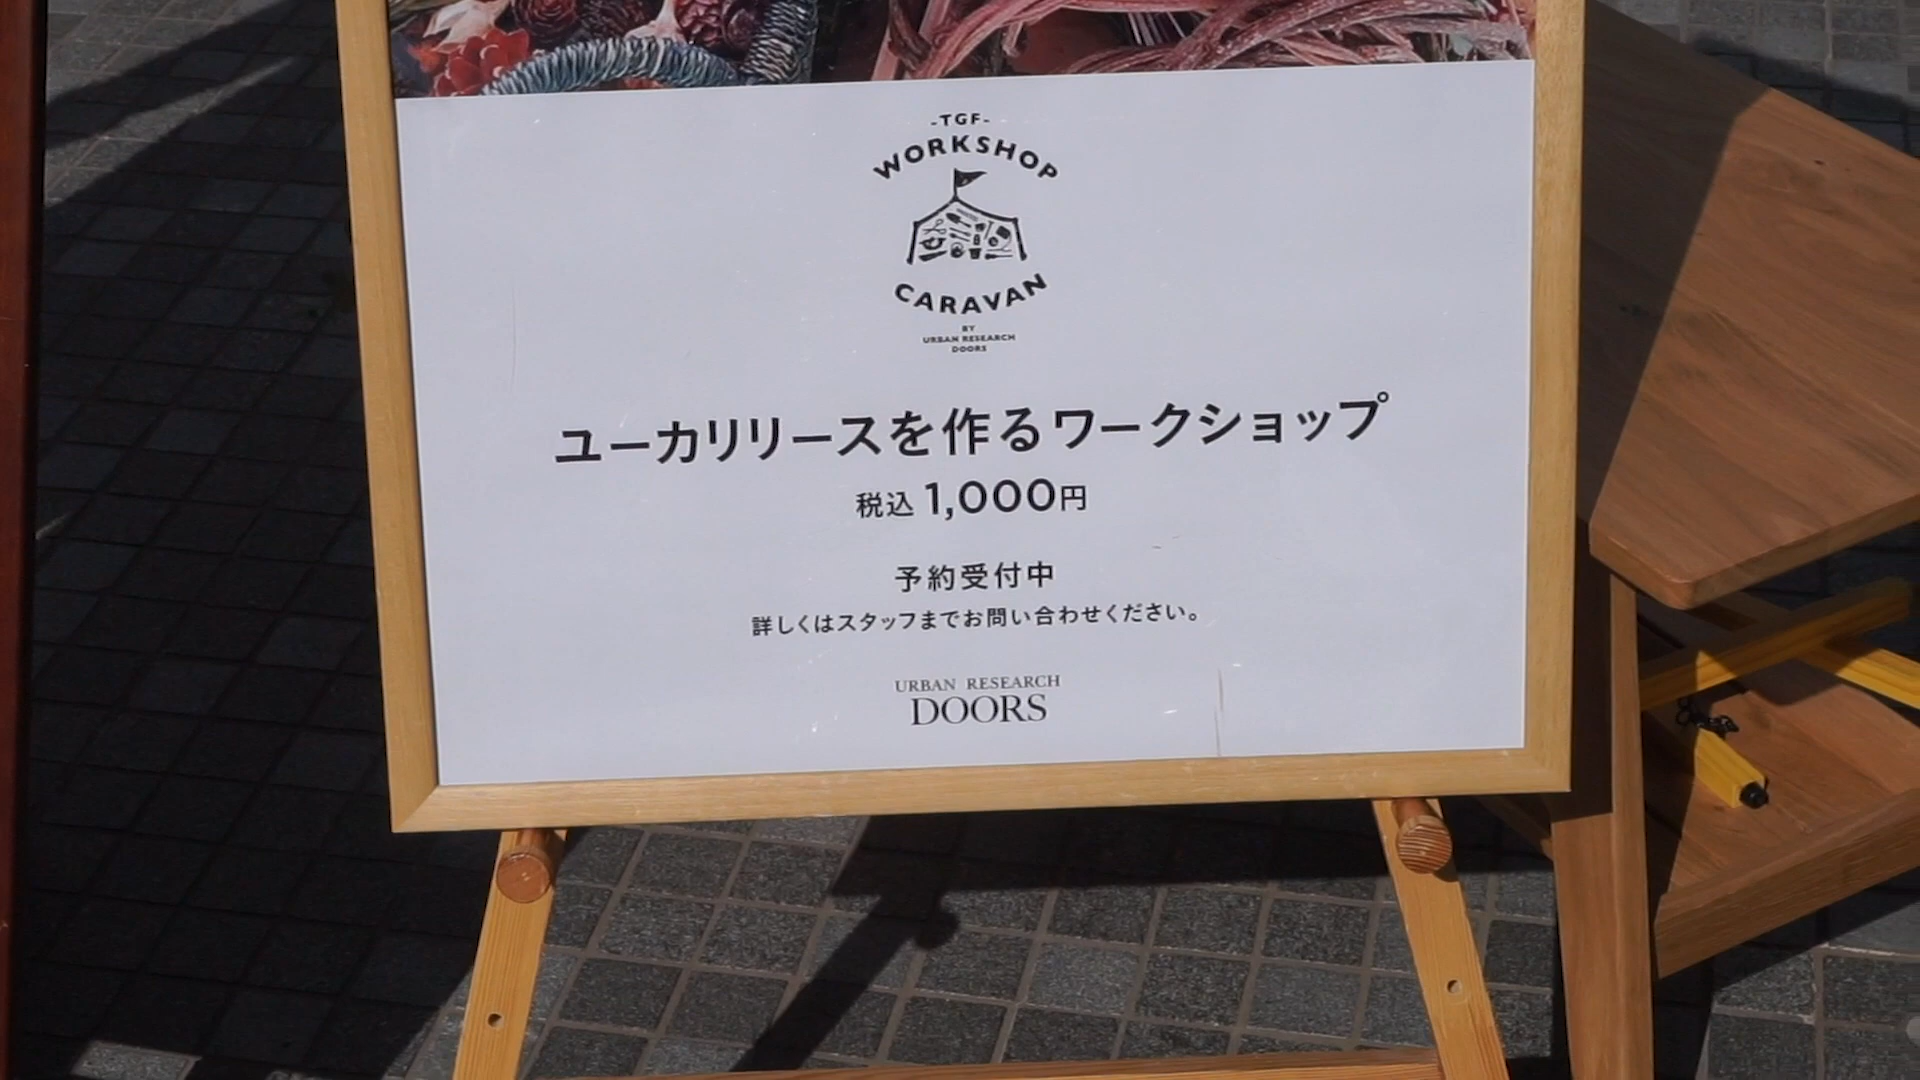 -TGF-
WORKSHOP
CARAVAN
BY
URBAN RESEARCH
DOORS
ユーカリリースを作るワークショップ
税込 1,000円
予約受付中
詳しくはスタッフまでお問い合わせください。
URBAN RESEARCH
DOORS